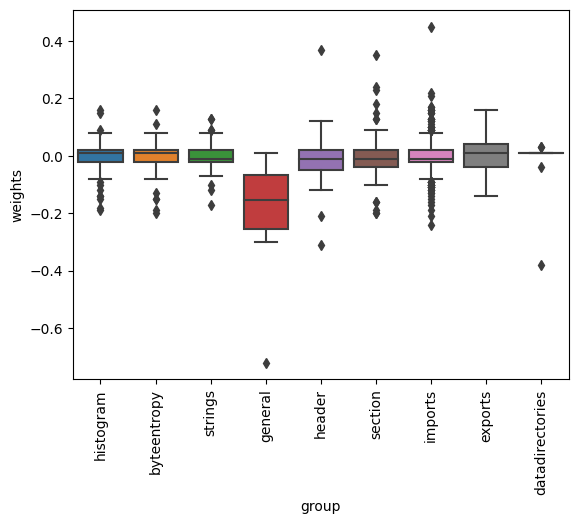 0.4
0.2
0.0
−0.2
−0.4
−0.6
weights
histogram
byteentropy
strings
general
header
section
imports
exports
datadirectories
group